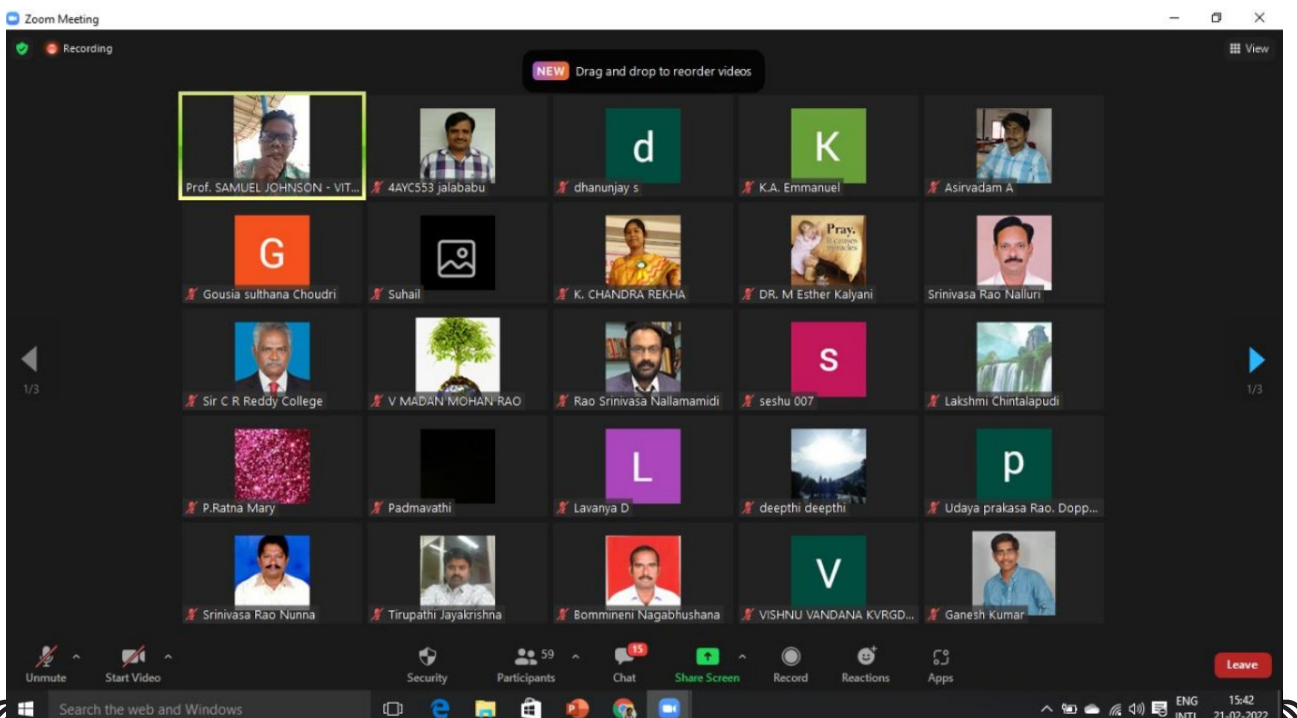 Zoom Meeting
Recording
View
NEW Drag and drop to reorder videos
Prof. SAMUEL JOHNSON - VIT...
4AYC553 jalababu
d
dhanunjay s
K
K.A. Emmanuel
Asirvadam A
G
Gousia sulthana Choudri
Suhail
K. CHANDRA REKHA
Pray.
It causes
miracles
DR. M Esther Kalyani
Srinivasa Rao Nalluri
Sir C R Reddy College
V MADAN MOHAN RAO
Rao Srinivasa Nallamamidi
s
seshu 007
Lakshmi Chintalapudi
1/3
1/3
P.Ratna Mary
Padmavathi
L
Lavanya D
deepthi deepthi
p
Udaya prakasa Rao. Dopp...
Srinivasa Rao Nunna
Tirupathi Jayakrishna
Bommineni Nagabhushana
V
VISHNU VANDANA KVRGD...
Ganesh Kumar
Unmute
Start Video
Security
59
Participants
15
Chat
Share Screen
Record
Reactions
Apps
Leave
Search the web and Windows
ENG
INTL
15:42
21-02-2022